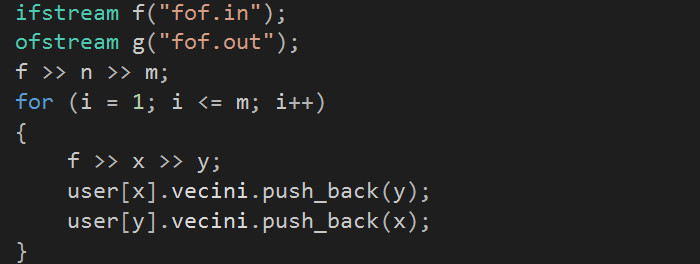 ifstream f("fof.in");
ofstream g("fof.out");
f >> n >> m;
for (i = 1; i <= m; i++)
{
    f >> x >> y;
    user[x].vecini.push_back(y);
    user[y].vecini.push_back(x);
}